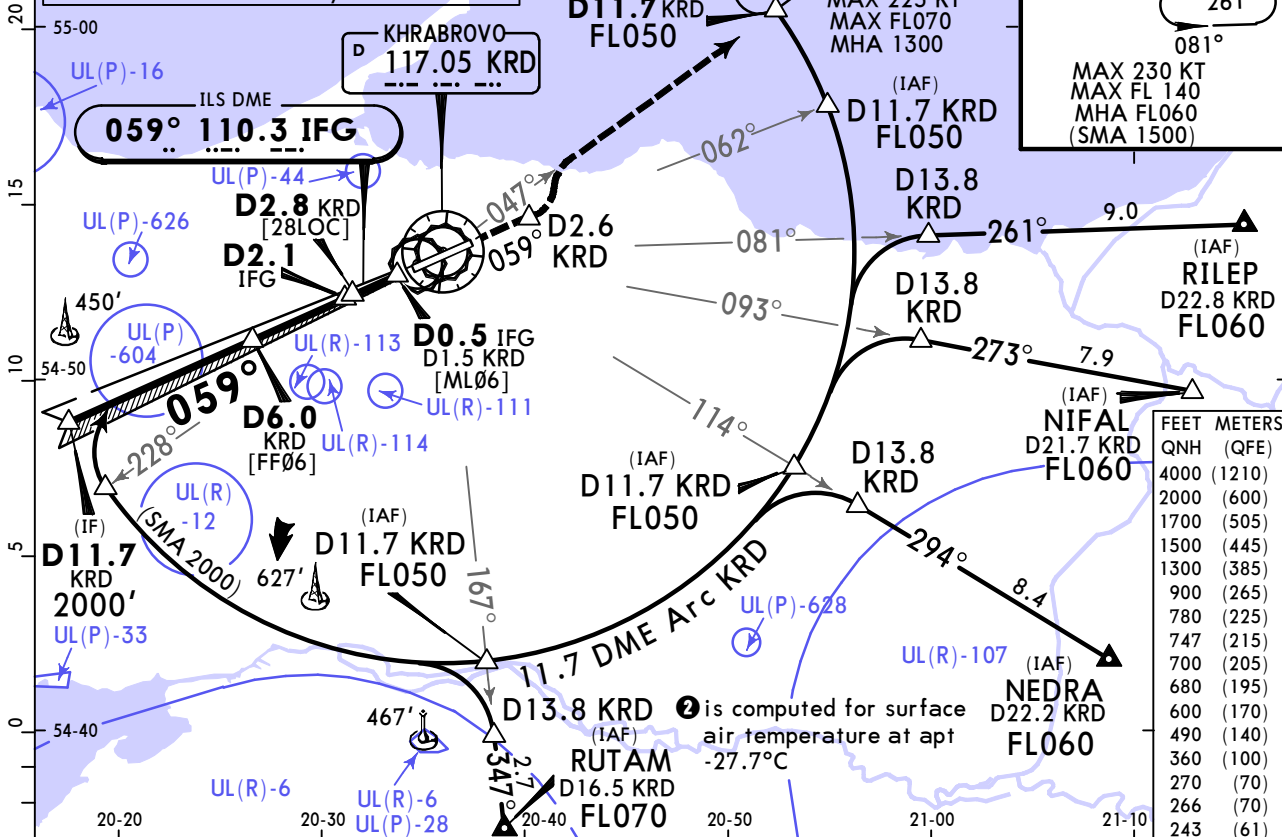 20
55-00
UL(P)-16
D
KHRABROVO
117.05 KRD
ILS DME
059° 110.3 IFG
D11.7 KRD
FL050
MAX FL070
MHA 1300
261°
081°
MAX 230 KT
MAX FL 140
MHA FL060
(SMA 1500)
(IAF)
D11.7 KRD
FL050
062°
UL(P)-44
D2.8 KRD
[28LOC]
UL(P)-626
D2.1
IFG
047°
059°
D2.6
KRD
15
D13.8
KRD
081°
261°
9.0
(IAF)
RILEP
D22.8 KRD
FL060
D13.8
KRD
093°
273°
7.9
(IAF)
NIFAL
D21.7 KRD
FL060
450'
UL(P)
-604
54-50
10
059°
UL(R)-113
D0.5 IFG
D1.5 KRD
[MLØ6]
UL(R)-111
UL(R)-114
D6.0
KRD
[FFØ6]
228°
114°
(IAF)
D11.7 KRD
FL050
D13.8
KRD
294°
8.4
UL(R)
-12
(SMA 2000)
(IF)
D11.7
KRD
2000'
5
627'
(IAF)
D11.7 KRD
FL050
167°
11.7 DME Arc KRD
UL(P)-628
UL(R)-107
(IAF)
NEDRA
D22.2 KRD
FL060
UL(P)-33
54-40
0
467'
D13.8 KRD
(IAF)
RUTAM
D16.5 KRD
FL070
347°
2.7
2 is computed for surface
air temperature at apt
-27.7°C
UL(R)-6
UL(R)-6
UL(P)-28
20-20
20-30
20-40
20-50
21-00
21-10
FEET METERS
QNH (QFE)
4000 (1210)
2000 (600)
1700 (505)
1500 (445)
1300 (385)
900 (265)
780 (225)
747 (215)
700 (205)
680 (195)
600 (170)
490 (140)
360 (100)
270 (70)
266 (70)
243 (61)